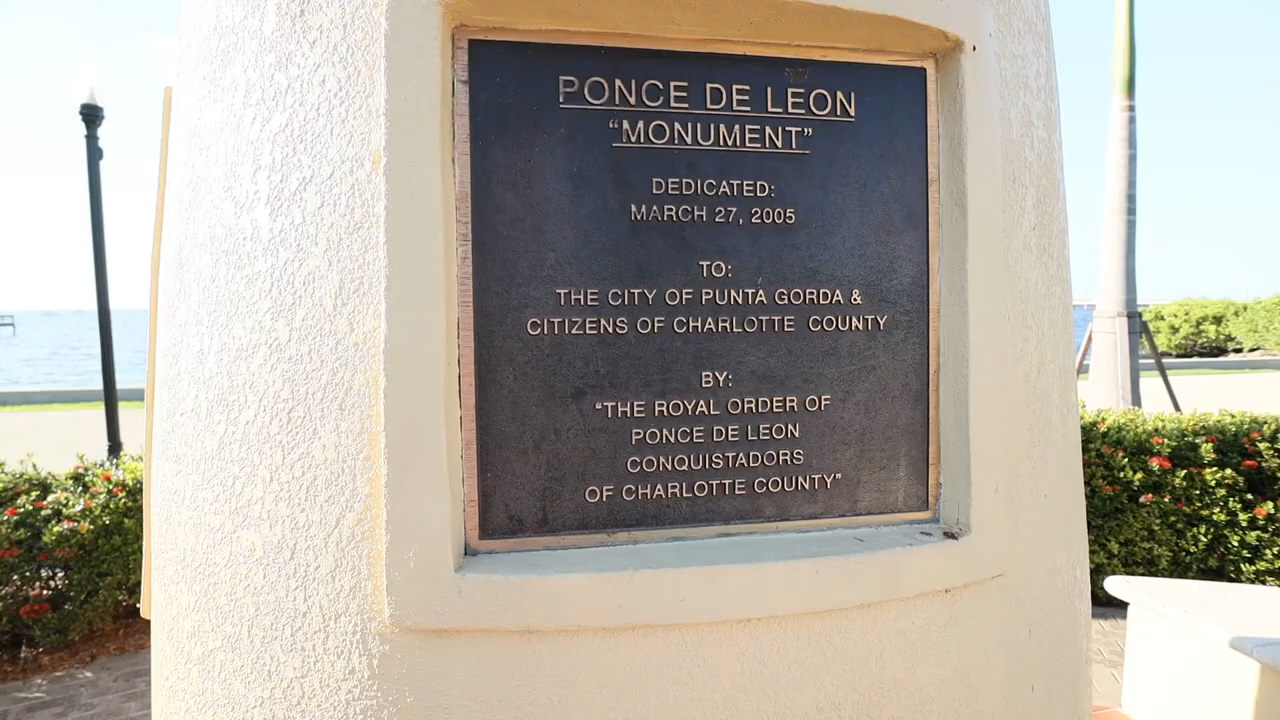 PONCE DE LEON
“MONUMENT”
DEDICATED:
MARCH 27, 2005
TO:
THE CITY OF PUNTA GORDA &
CITIZENS OF CHARLOTTE COUNTY
BY:
“THE ROYAL ORDER OF
PONCE DE LEON
CONQUISTADORS
OF CHARLOTTE COUNTY”